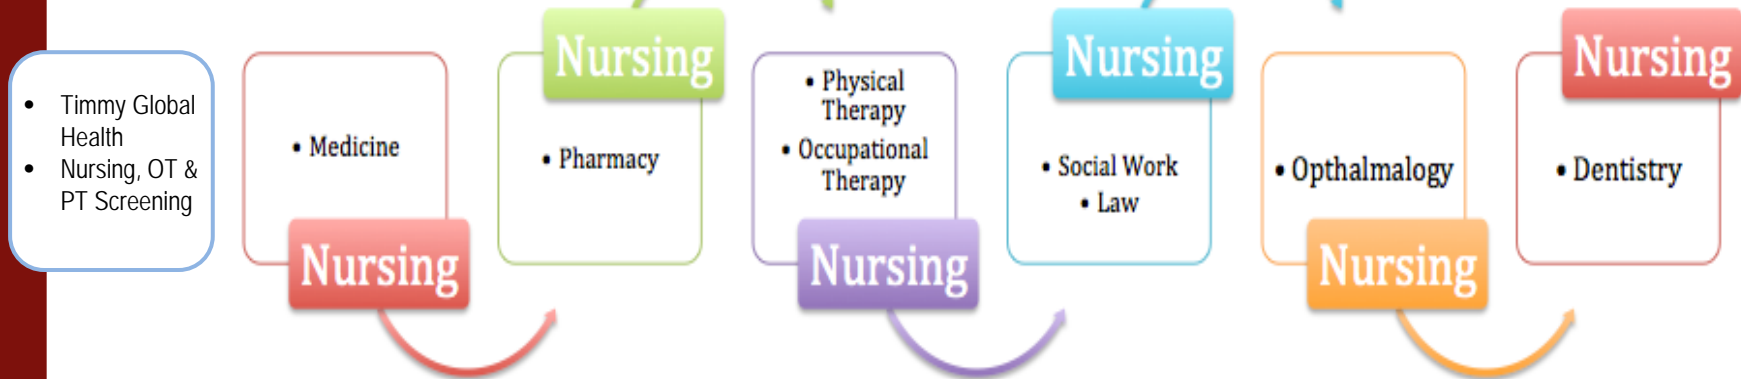 • Timmy Global
Health
• Nursing, OT &
PT Screening
• Medicine
Nursing
Nursing
• Pharmacy
• Physical
Therapy
• Occupational
Therapy
Nursing
Nursing
• Social Work
• Law
• Opthalmalogy
Nursing
Nursing
• Dentistry